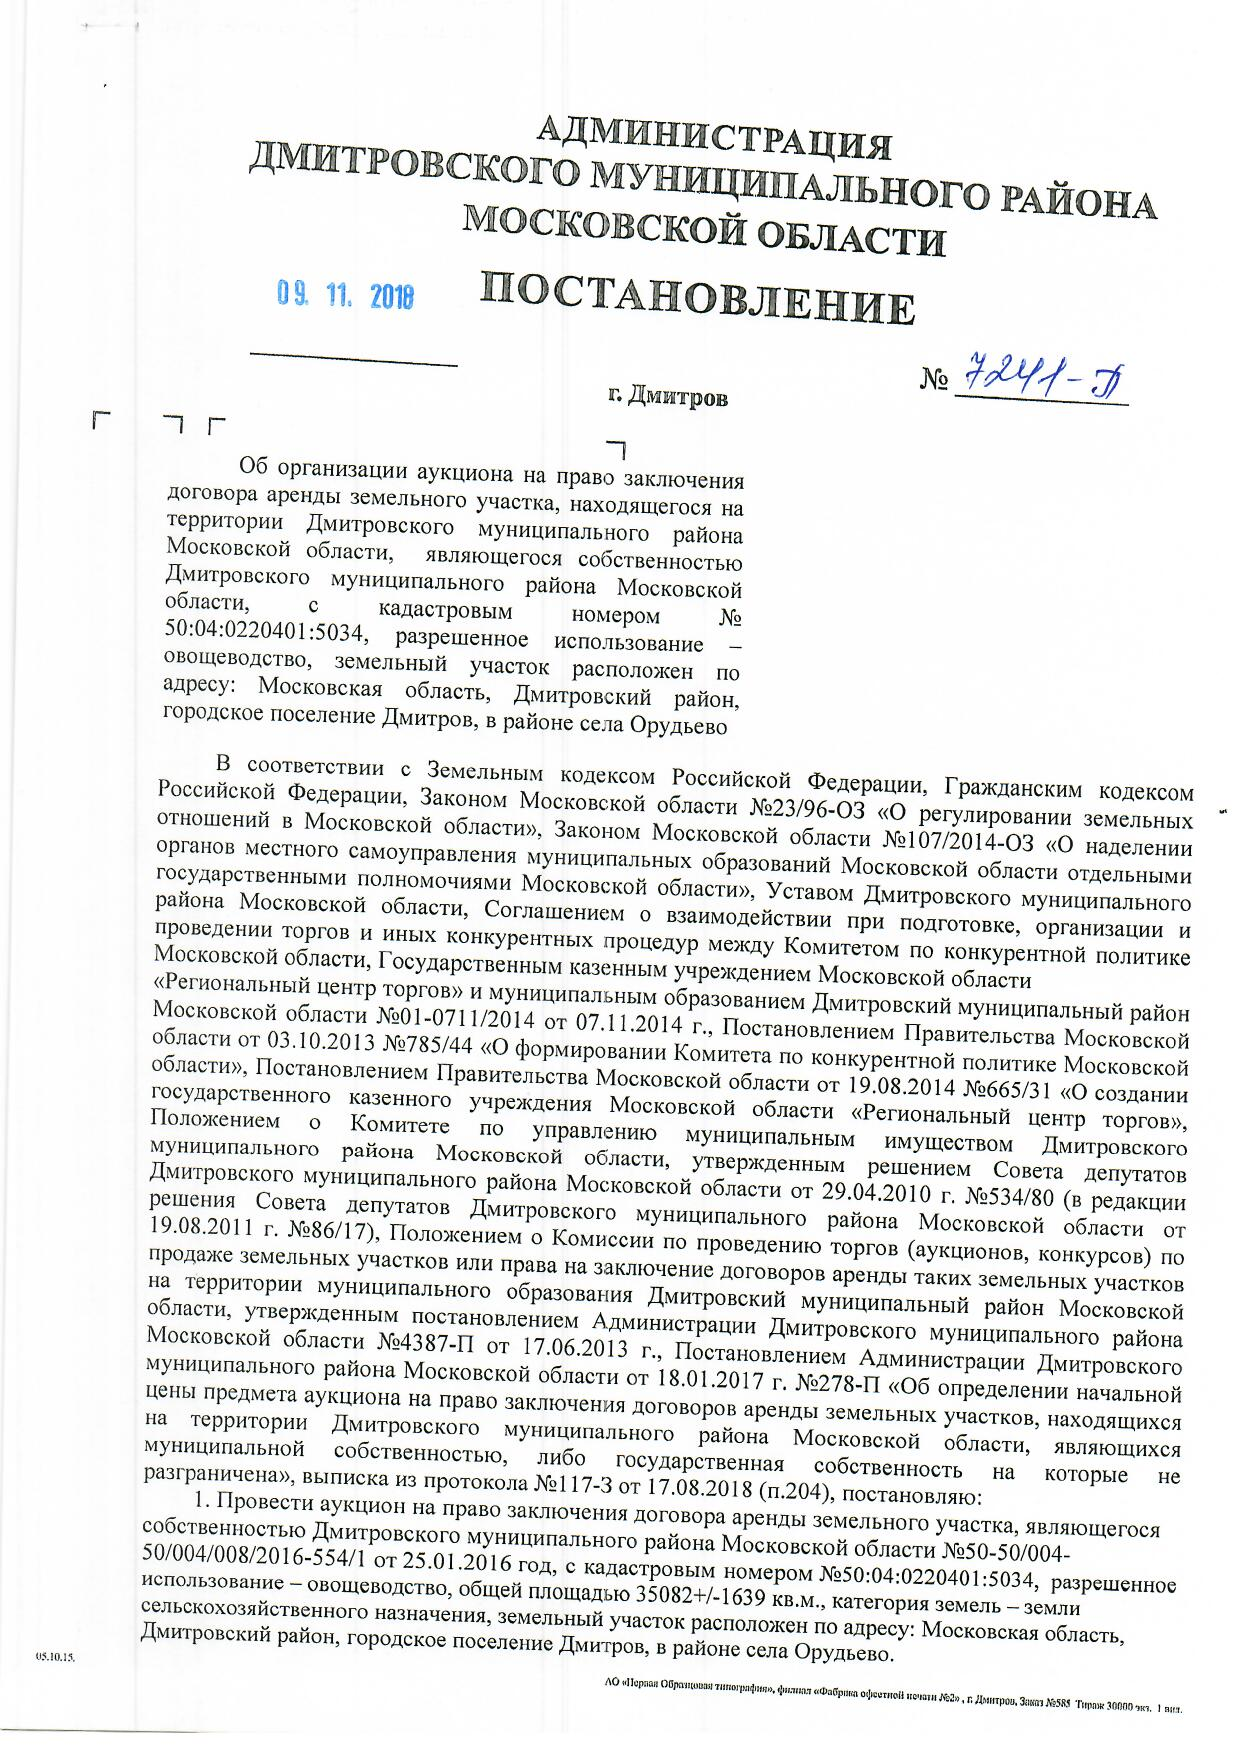 АДМИНИСТРАЦИЯ
ДМИТРОВСКОГО МУНИЦИПАЛЬНОГО РАЙОНА
МОСКОВСКОЙ ОБЛАСТИ
09. 11. 2018
ПОСТАНОВЛЕНИЕ
№ 7241-П
г. Дмитров
Об организации аукциона на право заключения
договора аренды земельного участка, находящегося на
территории Дмитровского муниципального района
Московской области, являющегося собственностью
Дмитровского муниципального района Московской
области, с кадастровым номером №
50:04:0220401:5034, разрешенное использование –
овощеводство, земельный участок расположен по
адресу: Московская область, Дмитровский район,
городское поселение Дмитров, в районе села Орудьево
В соответствии с Земельным кодексом Российской Федерации, Гражданским кодексом
Российской Федерации, Законом Московской области №23/96-ОЗ «О регулировании земельных
отношений в Московской области», Законом Московской области №107/2014-ОЗ «О наделении
органов местного самоуправления муниципальных образований Московской области отдельными
государственными полномочиями Московской области», Уставом Дмитровского муниципального
района Московской области, Соглашением о взаимодействии при подготовке, организации и
проведении торгов и иных конкурентных процедур между Комитетом по конкурентной политике
Московской области, Государственным казенным учреждением Московской области
«Региональный центр торгов» и муниципальным образованием Дмитровский муниципальный район
Московской области №01-0711/2014 от 07.11.2014 г., Постановлением Правительства Московской
области от 03.10.2013 №785/44 «О формировании Комитета по конкурентной политике Московской
области», Постановлением Правительства Московской области от 19.08.2014 №665/31 «О создании
государственного казенного учреждения Московской области «Региональный центр торгов»,
Положением о Комитете по управлению муниципальным имуществом Дмитровского
муниципального района Московской области, утвержденным решением Совета депутатов
Дмитровского муниципального района Московской области от 29.04.2010 г. №534/80 (в редакции
решения Совета депутатов Дмитровского муниципального района Московской области от
19.08.2011 г. №86/17), Положением о Комиссии по проведению торгов (аукционов, конкурсов) по
продаже земельных участков или права на заключение договоров аренды таких земельных участков
на территории муниципального образования Дмитровский муниципальный район Московской
области, утвержденным постановлением Администрации Дмитровского муниципального района
Московской области №4387-П от 17.06.2013 г., Постановлением Администрации Дмитровского
муниципального района Московской области от 18.01.2017 г. №278-П «Об определении начальной
цены предмета аукциона на право заключения договоров аренды земельных участков, находящихся
на территории Дмитровского муниципального района Московской области, являющихся
муниципальной собственностью, либо государственная собственность на которые не
разграничена», выписка из протокола №117-З от 17.08.2018 (п.204), постановляю:
1. Провести аукцион на право заключения договора аренды земельного участка, являющегося
собственностью Дмитровского муниципального района Московской области №50-50/004-
50/004/008/2016-554/1 от 25.01.2016 год, с кадастровым номером №50:04:0220401:5034, разрешенное
использование – овощеводство, общей площадью 35082+/-1639 кв.м., категория земель – земли
сельскохозяйственного назначения, земельный участок расположен по адресу: Московская область,
Дмитровский район, городское поселение Дмитров, в районе села Орудьево.
05.10.15.
АО «Первая Образцовая типография», филиал «Фабрика офсетной печати №2» , г. Дмитров, Заказ №585 Тираж 30000 экз. 1 вил.